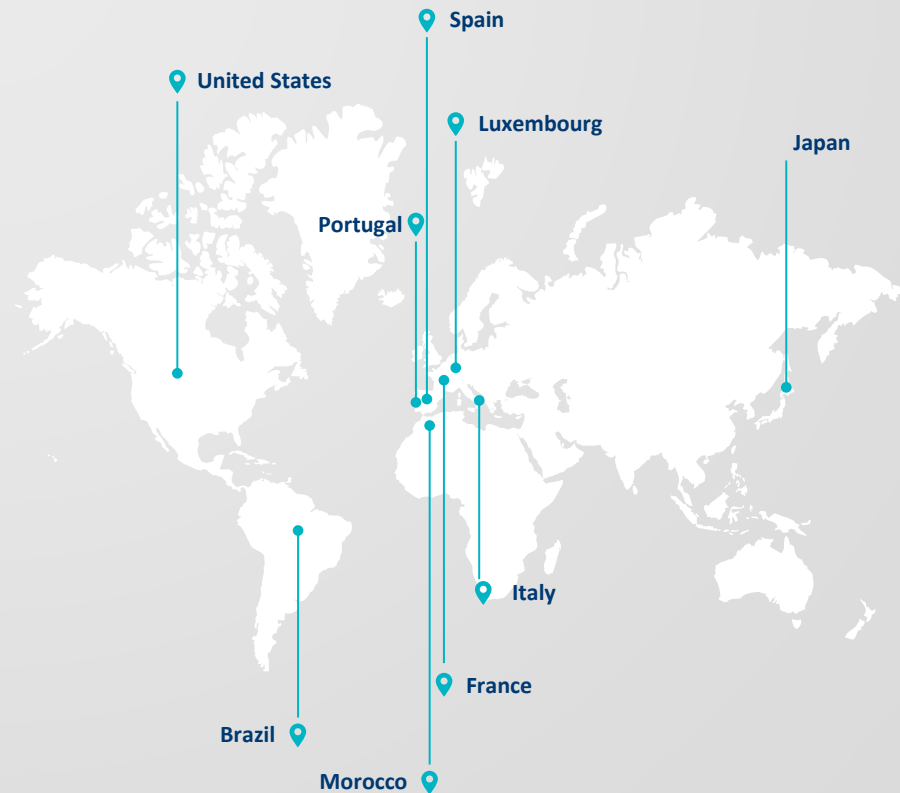 Spain
United States
Luxembourg
Japan
Portugal
Italy
France
Brazil
Morocco